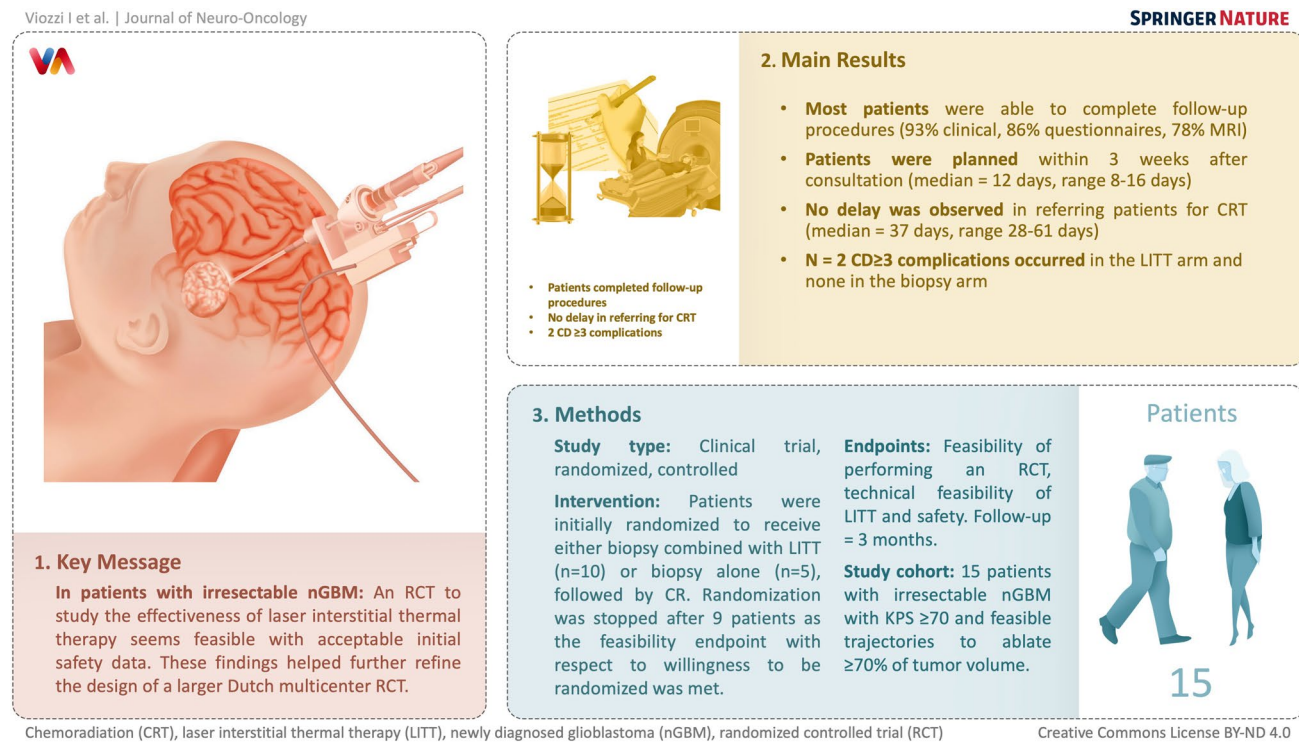 Viozzi I et al. | Journal of Neuro-Oncology
SPRINGER NATURE
VA
1. Key Message
In patients with irresectable nGBM: An RCT to
study the effectiveness of laser interstitial thermal
therapy seems feasible with acceptable initial
safety data. These findings helped further refine
the design of a larger Dutch multicenter RCT.
• Patients completed follow-up
procedures
• No delay in referring for CRT
• 2 CD ≥3 complications
2. Main Results
• Most patients were able to complete follow-up
procedures (93% clinical, 86% questionnaires, 78% MRI)
• Patients were planned within 3 weeks after
consultation (median = 12 days, range 8-16 days)
• No delay was observed in referring patients for CRT
(median = 37 days, range 28-61 days)
• N = 2 CD≥3 complications occurred in the LITT arm and
none in the biopsy arm
3. Methods
Study type: Clinical trial,
randomized, controlled
Intervention: Patients were
initially randomized to receive
either biopsy combined with LITT
(n=10) or biopsy alone (n=5),
followed by CR. Randomization
was stopped after 9 patients as
the feasibility endpoint with
respect to willingness to be
randomized was met.
Endpoints: Feasibility of
performing an RCT,
technical feasibility of
LITT and safety. Follow-up
= 3 months.
Study cohort: 15 patients
with irresectable nGBM
with KPS ≥70 and feasible
trajectories to ablate
≥70% of tumor volume.
Patients
15
Chemoradiation (CRT), laser interstitial thermal therapy (LITT), newly diagnosed glioblastoma (nGBM), randomized controlled trial (RCT)
Creative Commons License BY-ND 4.0